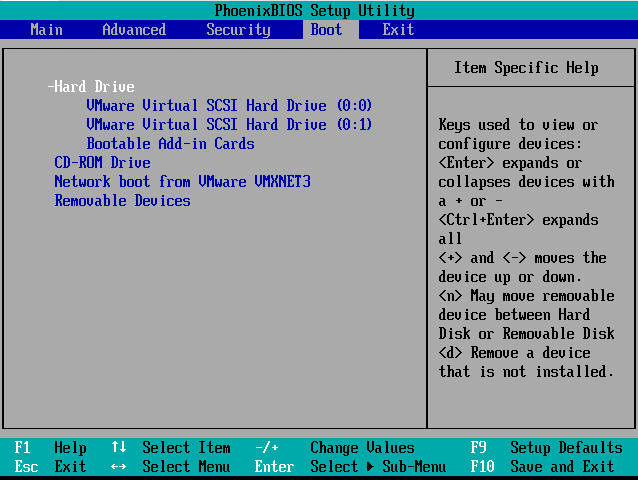 PhoenixBIOS Setup Utility
Main Advanced Security Boot Exit
Item Specific Help
-Hard Drive
VMware Virtual SCSI Hard Drive (0:0)
VMware Virtual SCSI Hard Drive (0:1)
Bootable Add-in Cards
CD-ROM Drive
Network boot from VMware VMXNET3
Removable Devices
Keys used to view or
configure devices:
<Enter> expands or
collapses devices with
a + or -
<Ctrl+Enter> expands
all
<+> and <-> moves the
device up or down.
<n> May move removable
device between Hard
Disk or Removable Disk
<d> Remove a device
that is not installed.
F1 Help ↑↓ Select Item -/+ Change Values F9 Setup Defaults
Esc Exit ↔ Select Menu Enter Select ▶ Sub-Menu F10 Save and Exit